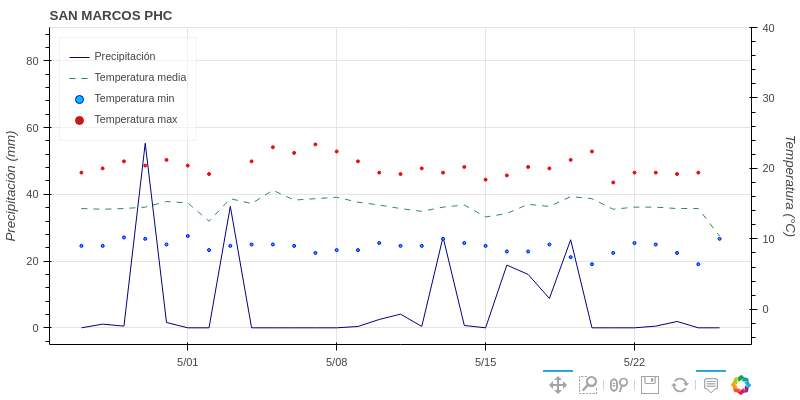 SAN MARCOS PHC
Precipitación
Temperatura media
Temperatura min
Temperatura max
Precipitación (mm)
80
60
40
20
0
40
30
20
10
0
Temperatura (°C)
5/01
5/08
5/15
5/22